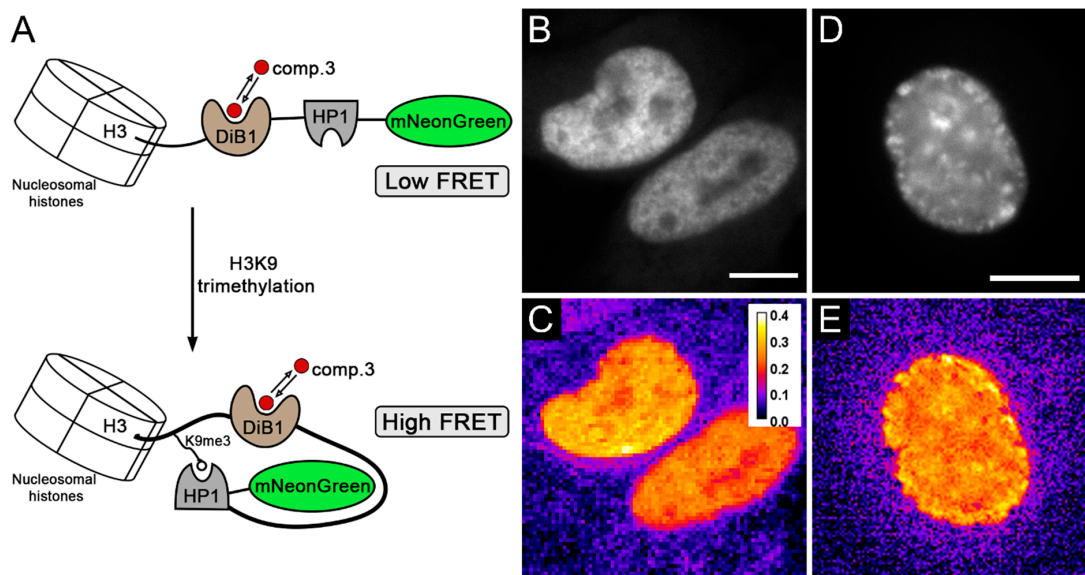 A
comp.3
H3
DiB1
HP1
mNeonGreen
Nucleosomal
histones
Low FRET
H3K9
trimethylation
comp.3
H3
DiB1
High FRET
K9me3
Nucleosomal
histones
HP1
mNeonGreen
B
D
C
0.4
0.3
0.2
0.1
0.0
E